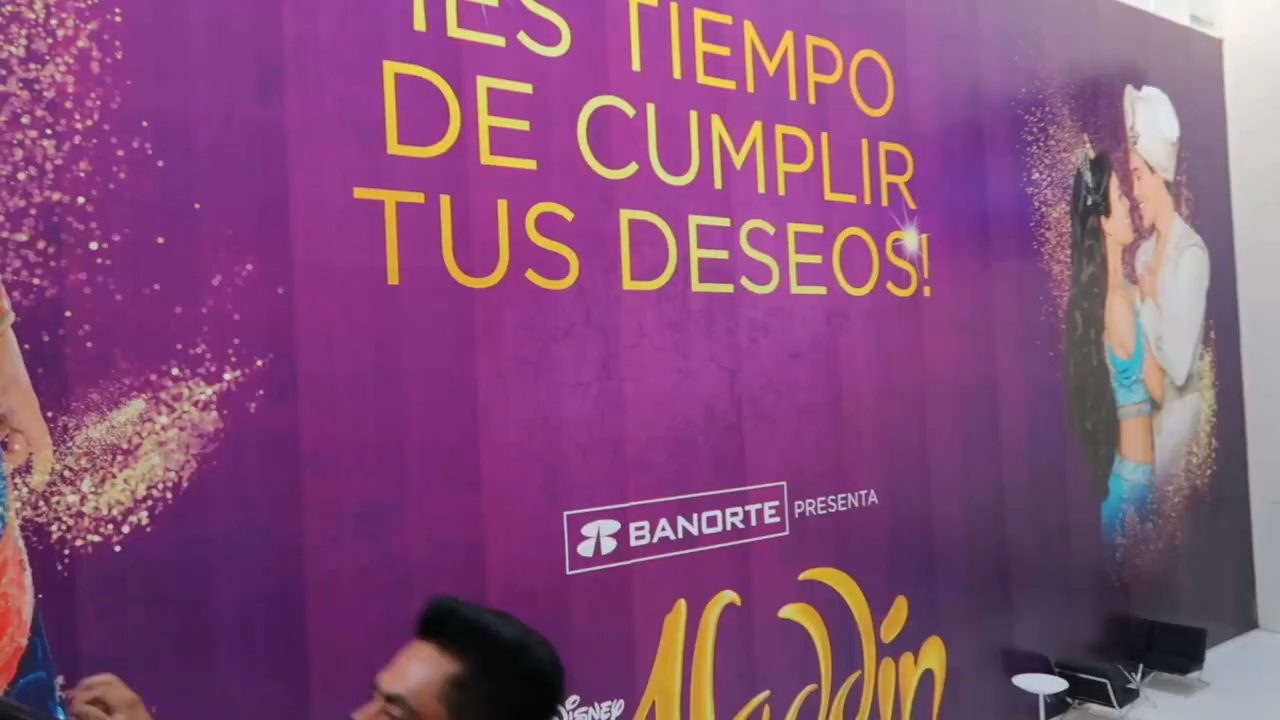 ¡ES TIEMPO
DE CUMPLIR
TUS DESEOS!
BANORTE PRESENTA
DISNEY
Aladdin